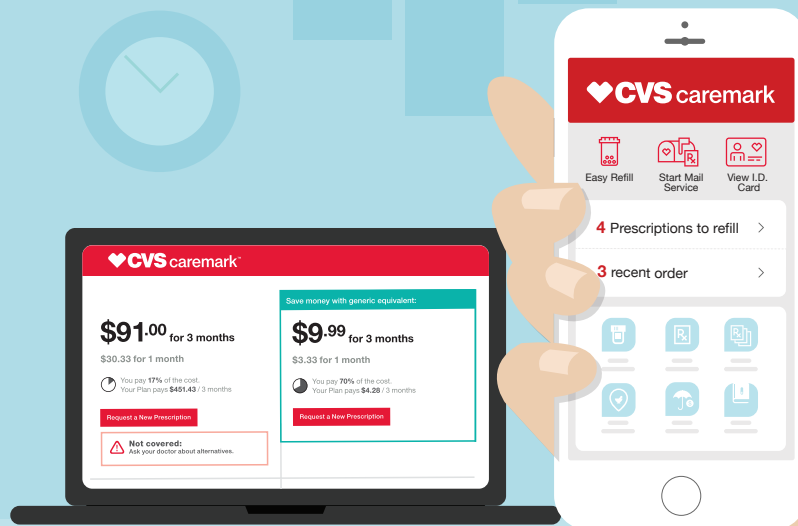 CVS caremark™
$91.00 for 3 months
$30.33 for 1 month
You pay 17% of the cost.
Your Plan pays $451.43 / 3 months
Request a New Prescription
Not covered:
Ask your doctor about alternatives.
Save money with generic equivalent:
$9.99 for 3 months
$3.33 for 1 month
You pay 70% of the cost.
Your Plan pays $4.28 / 3 months
Request a New Prescription
CVS caremark
Easy Refill
Start Mail
Service
View I.D.
Card
4 Prescriptions to refill
3 recent order